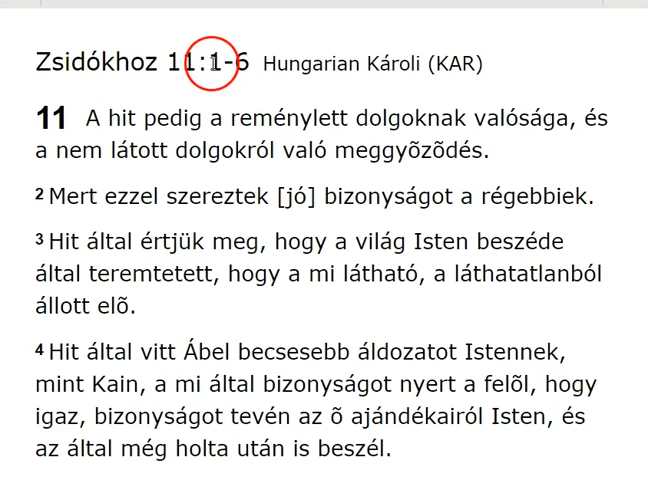 Zsidókhoz 11:1-6 Hungarian Károli (KAR)
11 A hit pedig a reménylett dolgoknak valósága, és
a nem látott dolgokról való meggyõzõdés.
2 Mert ezzel szereztek [jó] bizonyságot a régebbiek.
3 Hit által értjük meg, hogy a világ Isten beszéde
által teremtetett, hogy a mi látható, a láthatatlanból
állott elõ.
4 Hit által vitt Ábel becsesebb áldozatot Istennek,
mint Kain, a mi által bizonyságot nyert a felõl, hogy
igaz, bizonyságot tevén az õ ajándékairól Isten, és
az által még holta után is beszél.